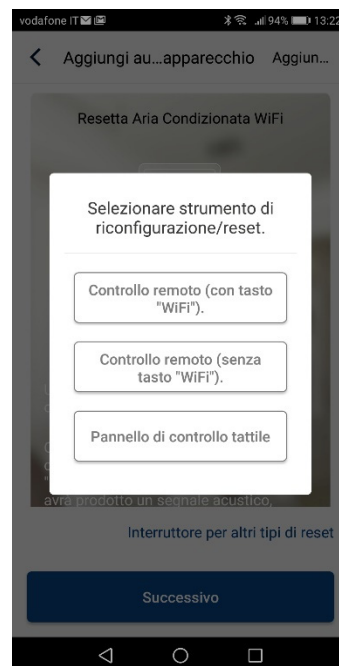 vodafone IT 94% 13:22
Aggiungi au...apparecchio Aggiun...
Resetta Aria Condizionata WiFi
Selezionare strumento di
riconfigurazione/reset.
Controllo remoto (con tasto
"WiFi").
Controllo remoto (senza
tasto "WiFi").
Pannello di controllo tattile
avrà prodotto un segnale acustico,
Interruttore per altri tipi di reset
Successivo